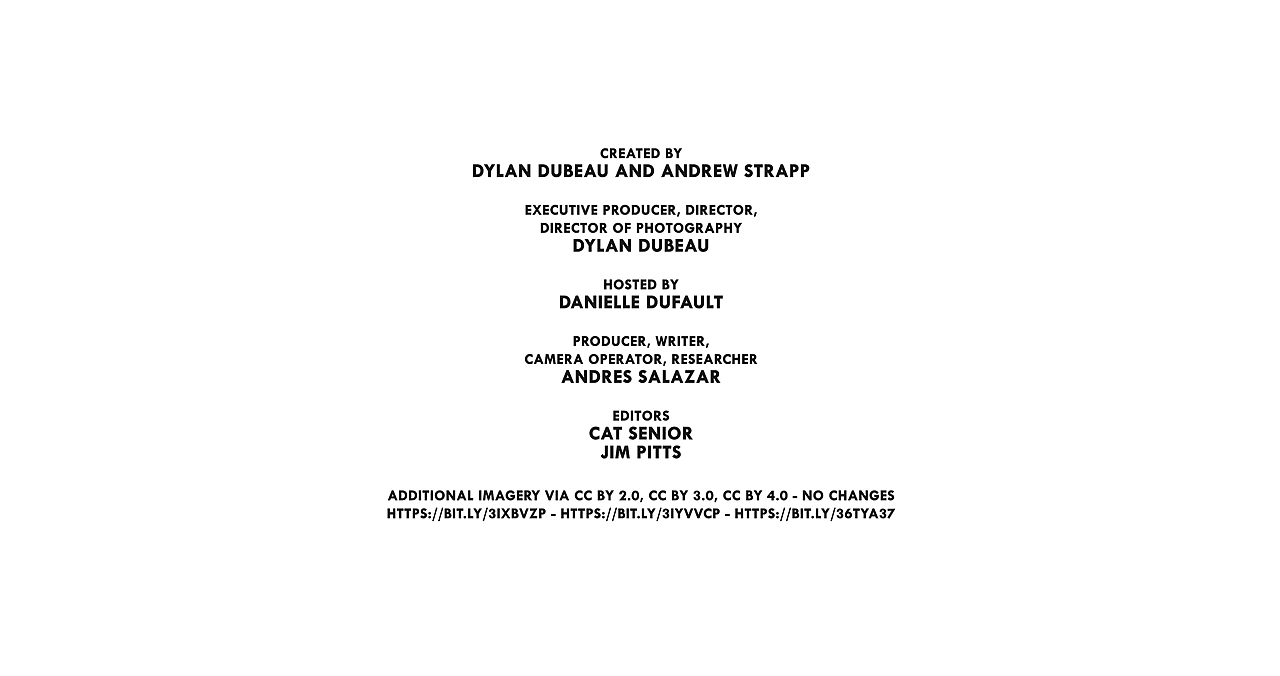 CREATED BY
DYLAN DUBEAU AND ANDREW STRAPP
EXECUTIVE PRODUCER, DIRECTOR,
DIRECTOR OF PHOTOGRAPHY
DYLAN DUBEAU
HOSTED BY
DANIELLE DUFAULT
PRODUCER, WRITER,
CAMERA OPERATOR, RESEARCHER
ANDRES SALAZAR
EDITORS
CAT SENIOR
JIM PITTS
ADDITIONAL IMAGERY VIA CC BY 2.0, CC BY 3.0, CC BY 4.0 - NO CHANGES
HTTPS://BIT.LY/3IXBVZP - HTTPS://BIT.LY/3IYVVCP - HTTPS://BIT.LY/36TYA37